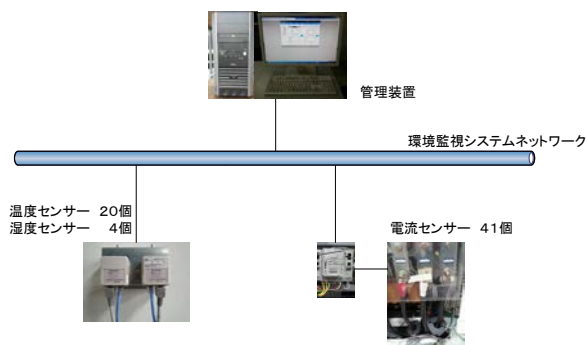 管理装置
環境監視システムネットワーク
温度センサー 20個
湿度センサー 4個
電流センサー 41個